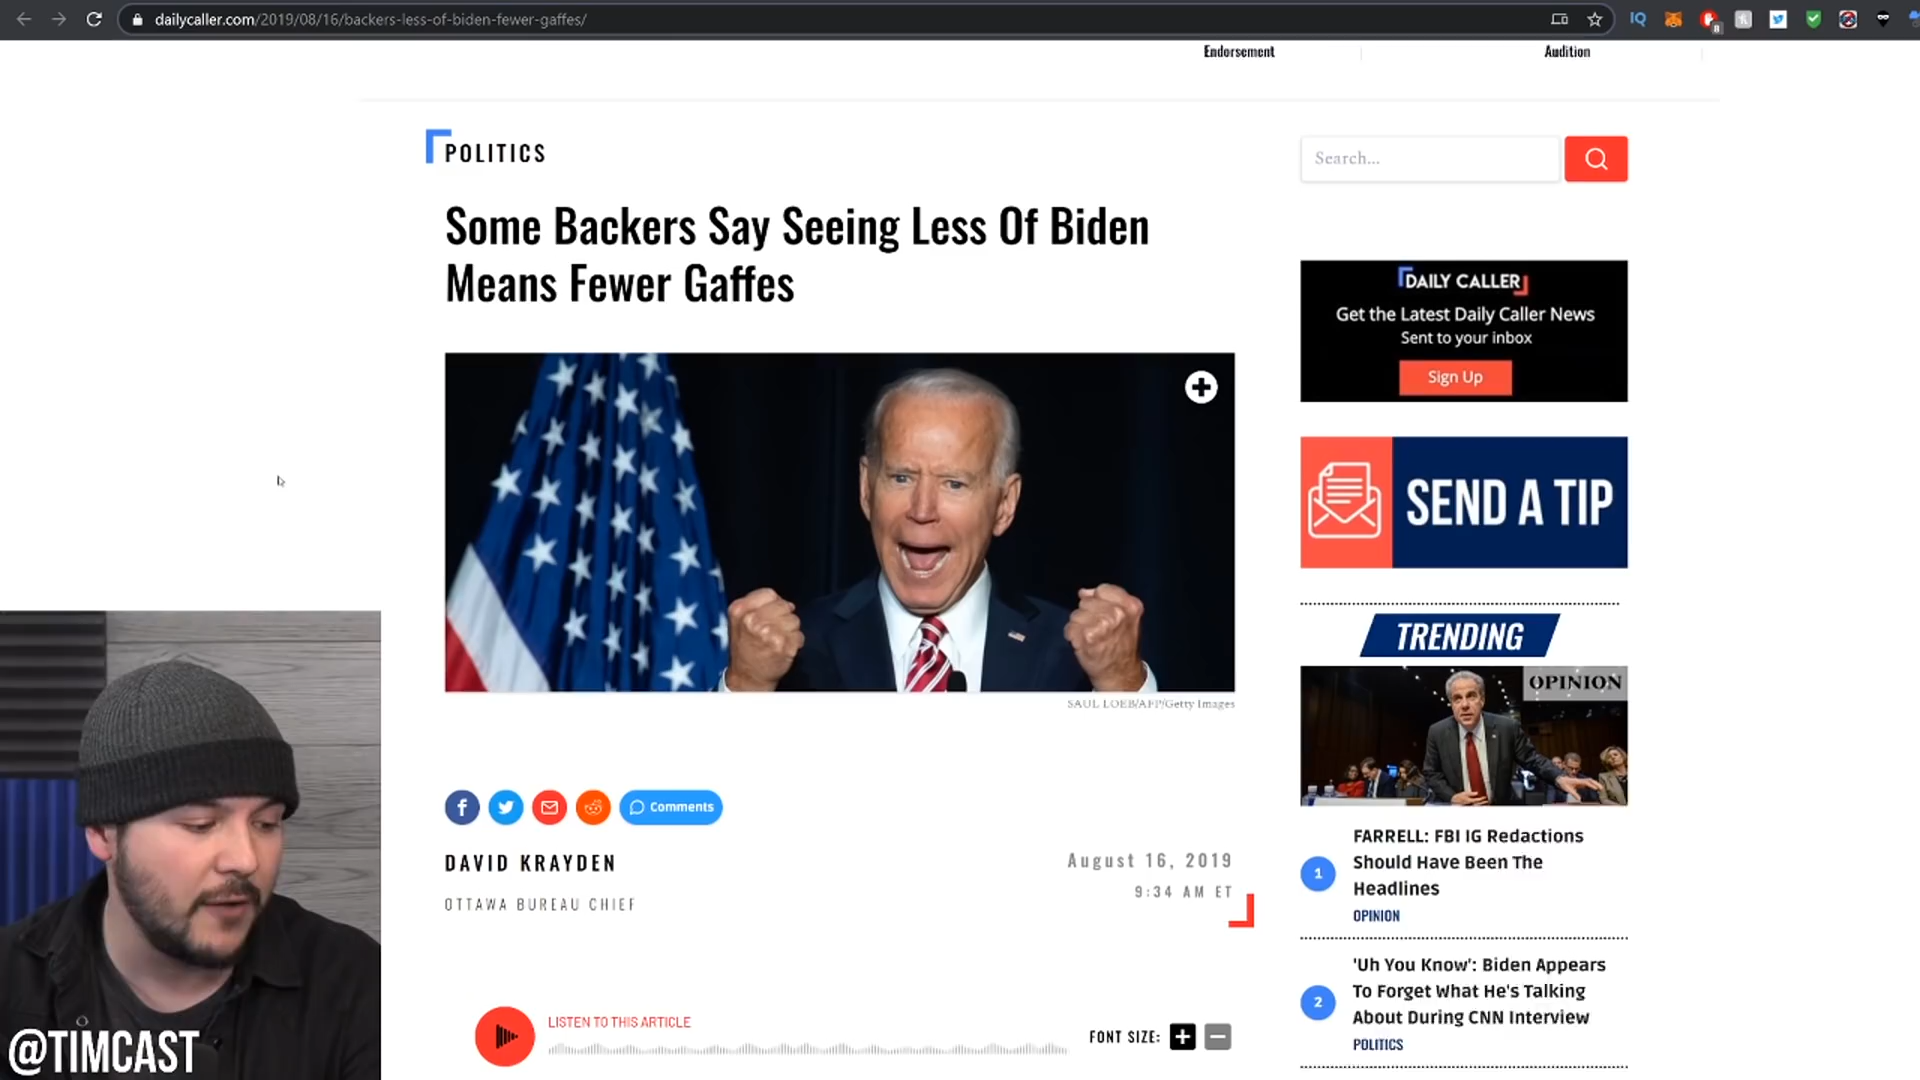 dailycaller.com/2019/08/16/backers-less-of-biden-fewer-gaffes/
Endorsement
Audition
POLITICS
Search...
Some Backers Say Seeing Less Of Biden
Means Fewer Gaffes
DAILY CALLER
Get the Latest Daily Caller News
Sent to your inbox
Sign Up
SEND A TIP
TRENDING
OPINION
SAUL LOEB/AFP/Getty Images
Comments
DAVID KRAYDEN
August 16, 2019
9:34 AM ET
OTTAWA BUREAU CHIEF
1
FARRELL: FBI IG Redactions
Should Have Been The
Headlines
OPINION
2
'Uh You Know': Biden Appears
To Forget What He's Talking
About During CNN Interview
POLITICS
LISTEN TO THIS ARTICLE
FONT SIZE:
@TIMCAST